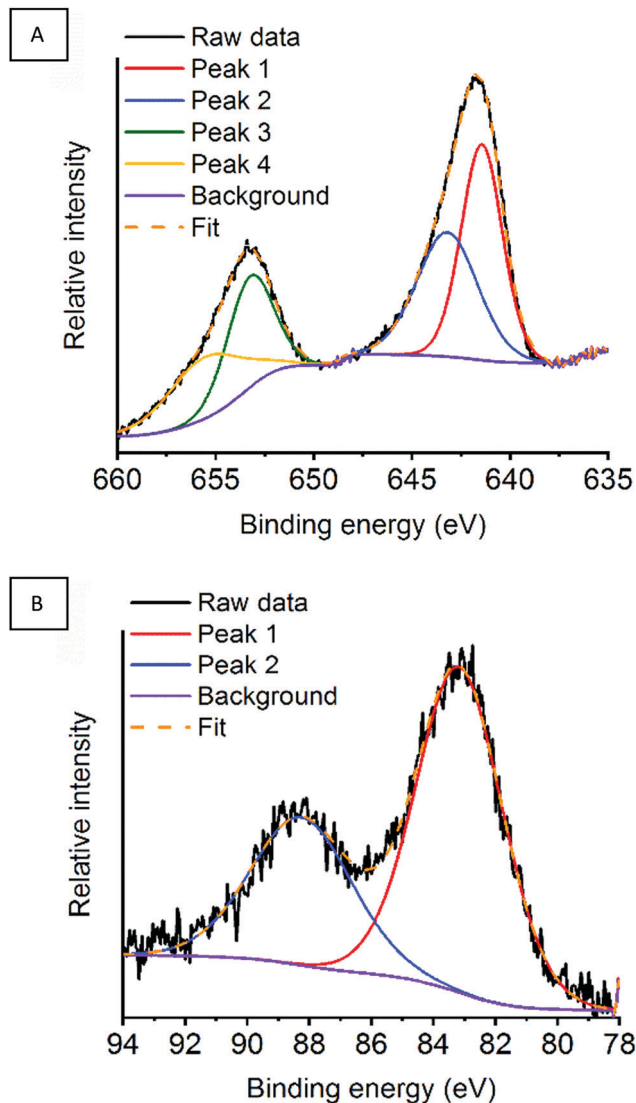 A
Raw data
Peak 1
Peak 2
Peak 3
Peak 4
Background
Fit
Relative intensity
660 655 650 645 640 635
Binding energy (eV)
B
Raw data
Peak 1
Peak 2
Background
Fit
Relative intensity
94 92 90 88 86 84 82 80 78
Binding energy (eV)